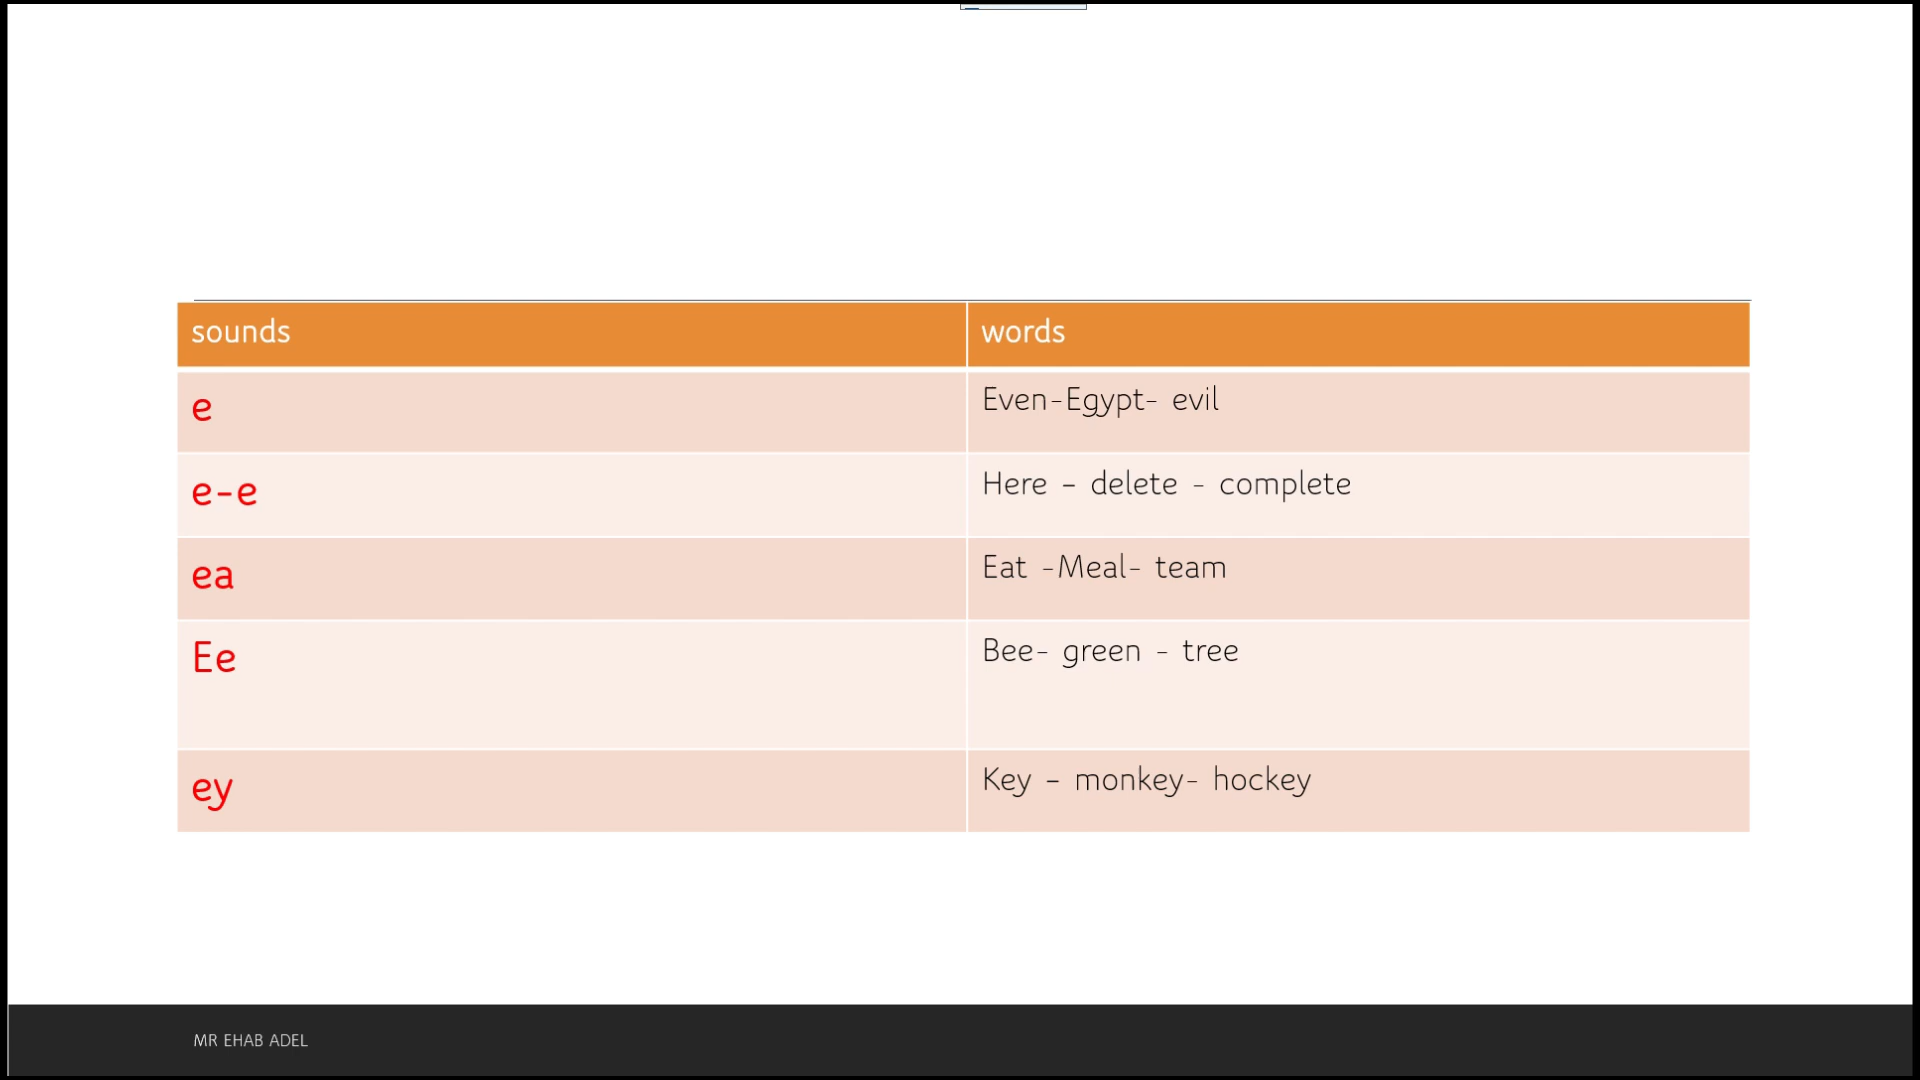 sounds words
e Even-Egypt- evil
e-e Here – delete - complete
ea Eat -Meal- team
Ee Bee- green - tree
ey Key – monkey- hockey
MR EHAB ADEL